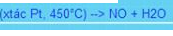 (xtác Pt, 450°C) --> NO + H2O